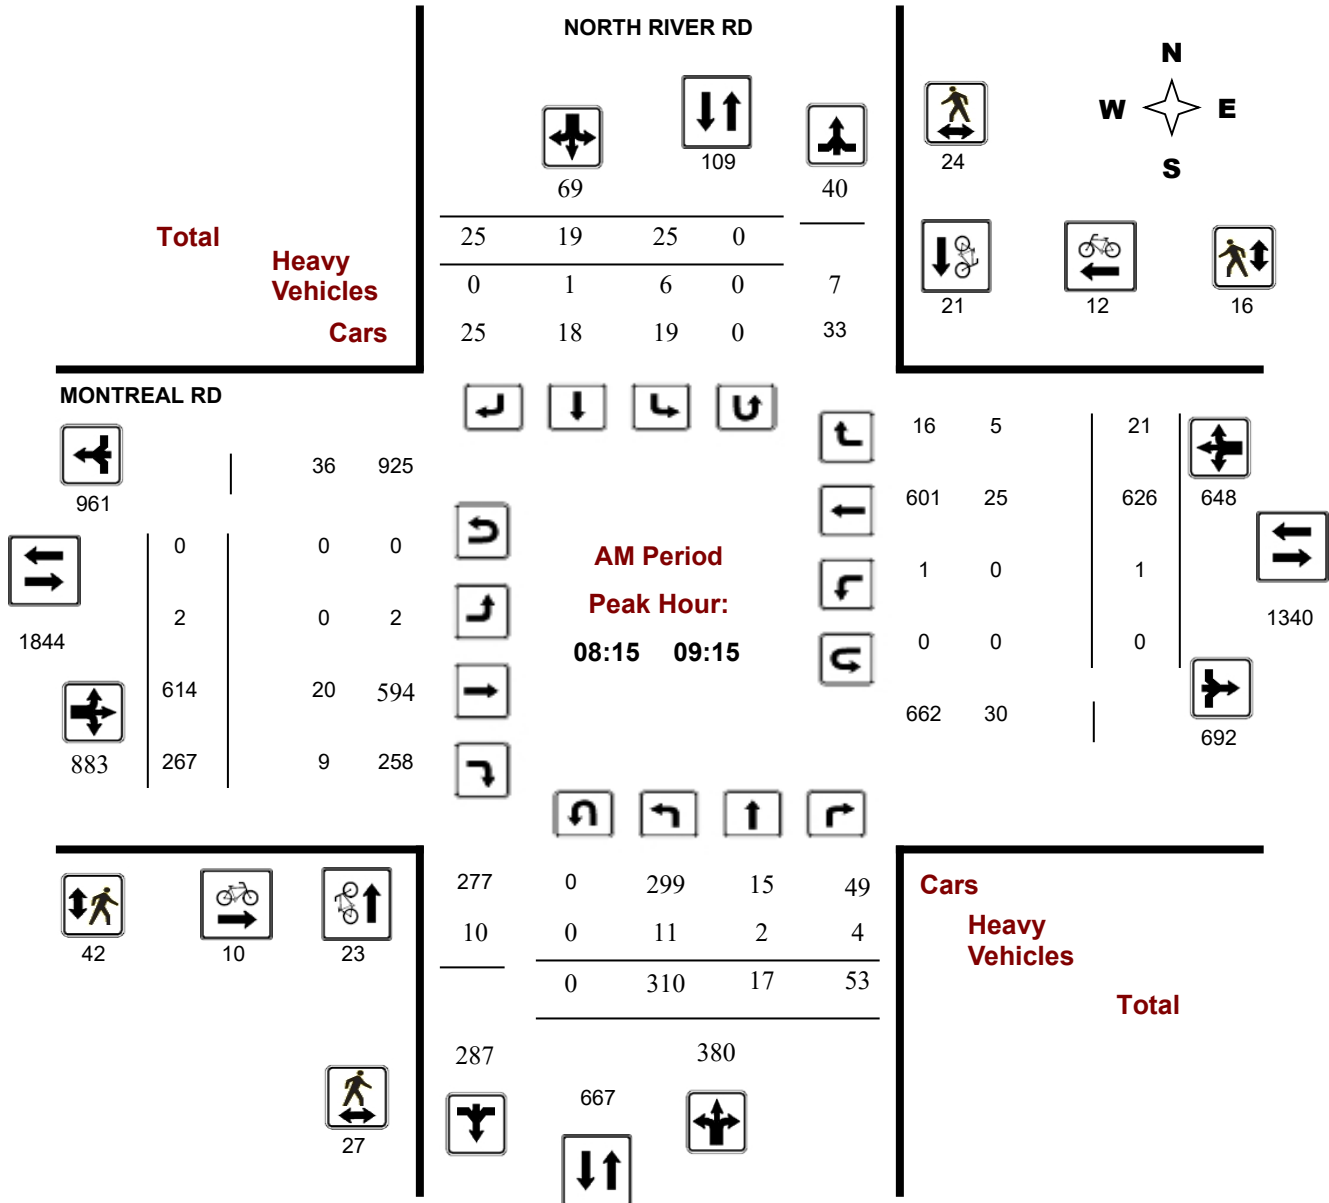 NORTH RIVER RD
N
W E
S
109
24
69 40
Total 25 19 25 0
21 12 16
Heavy
Vehicles
0 1 6 0 7
Cars 25 18 19 0 33
MONTREAL RD
16 5 21
36 925
961
601 25 626 648
0 0 0
AM Period
1 0 1
2 0 2
Peak Hour:
1340
1844
08:15 09:15
0 0 0
614 20 594
662 30
692
883 267 9 258
277 0 299 15 49
Cars
10 0 11 2 4
Heavy
Vehicles
42 10 23
0 310 17 53
Total
287 380
667
27